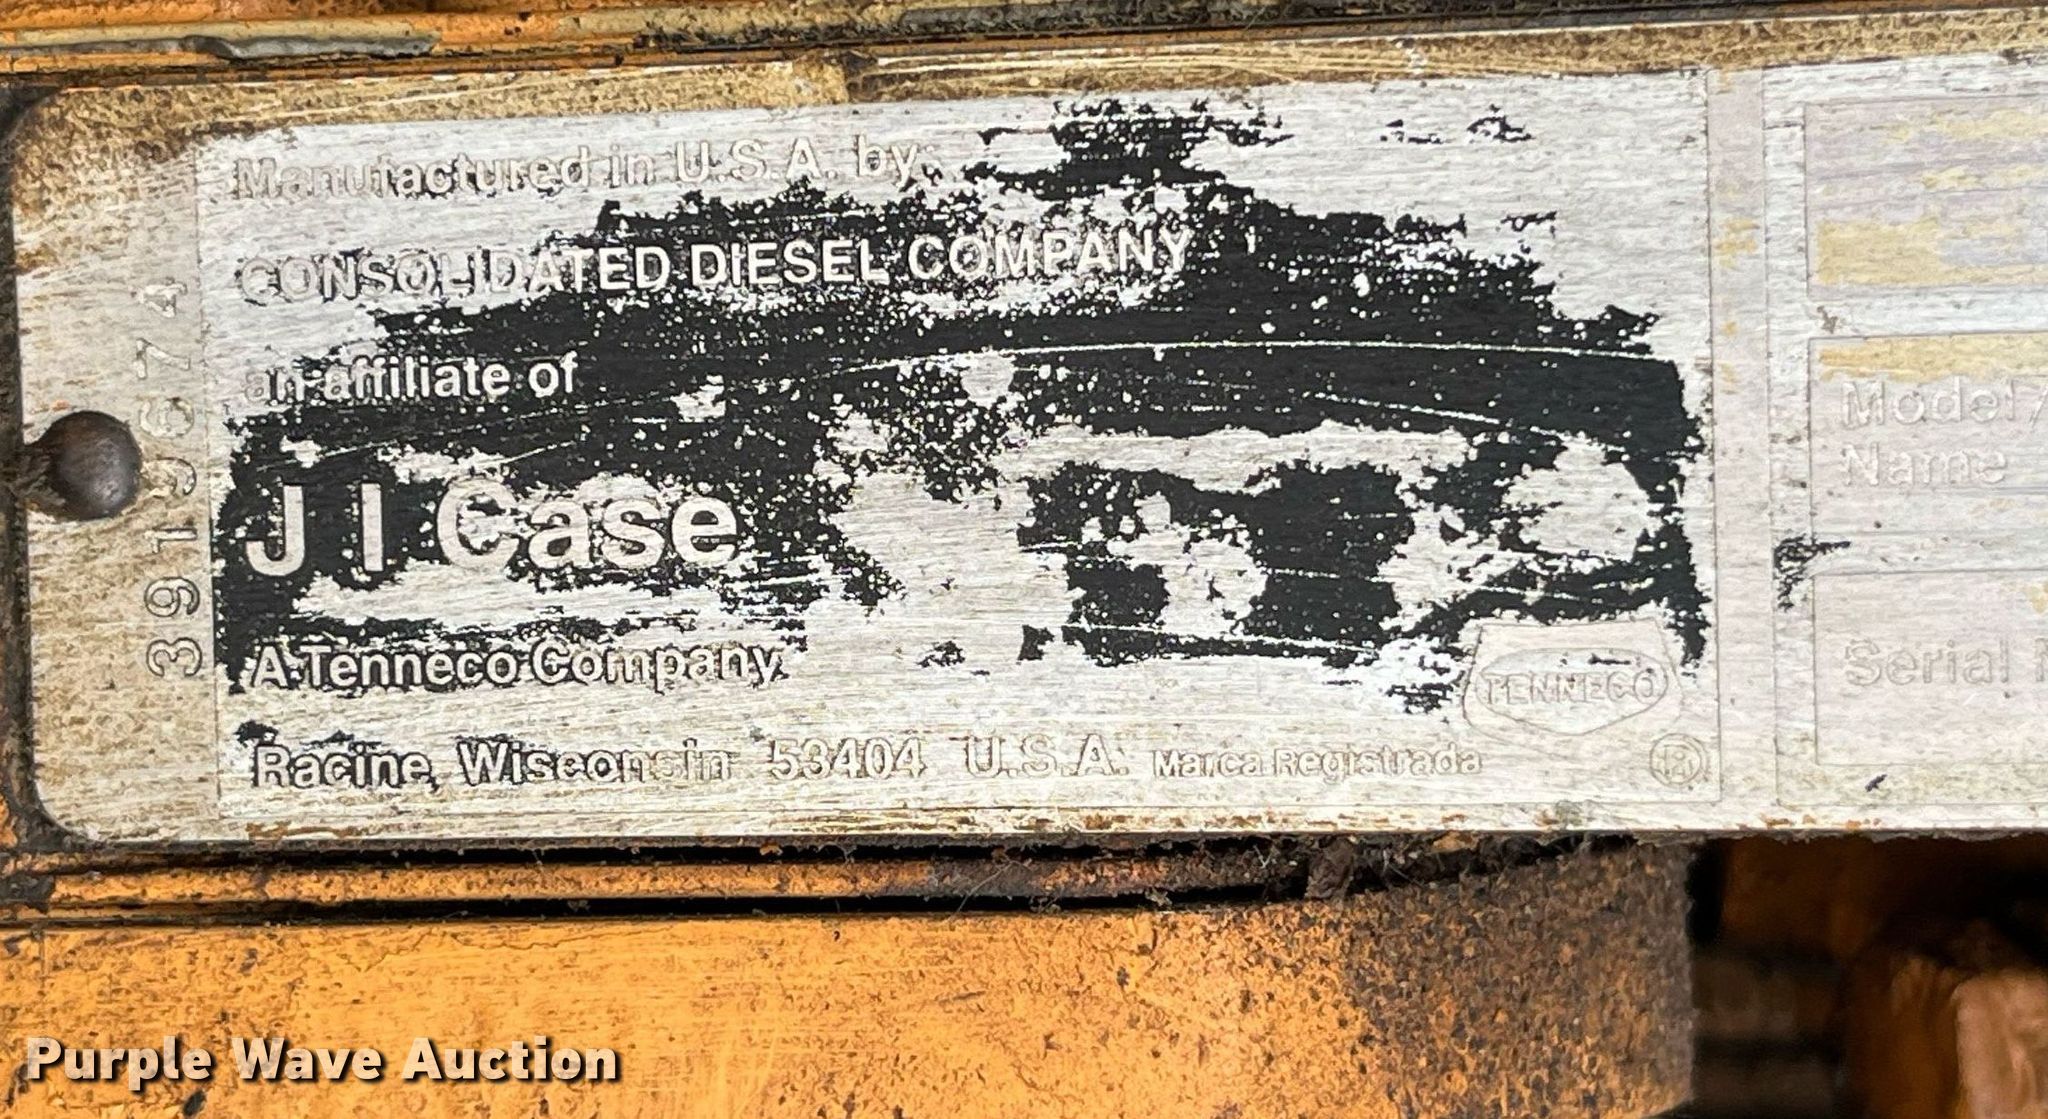 Manufactured in U.S.A. by
CONSOLIDATED DIESEL COMPANY
an affiliate of
J I Case
A Tenneco Company
Racine, Wisconsin 53404 U.S.A. Marca Registrada ®
TENNECO
3919674
Model/
Name
Serial
Purple Wave Auction